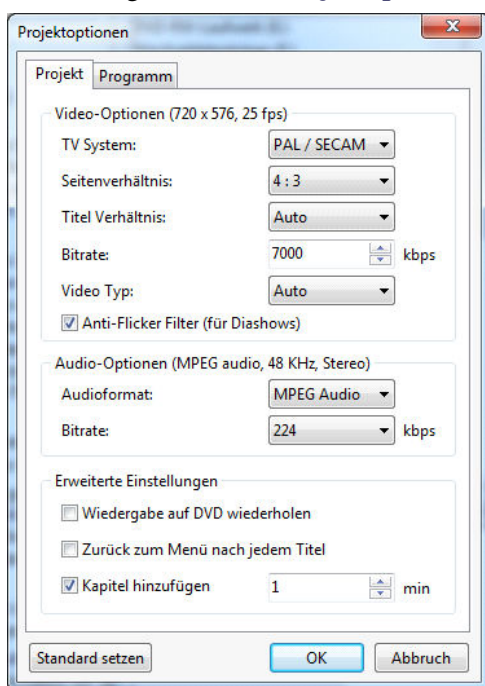 Projektoptionen
Projekt Programm
Video-Optionen (720 x 576, 25 fps)
TV System: PAL / SECAM
Seitenverhältnis: 4 : 3
Titel Verhältnis: Auto
Bitrate: 7000 kbps
Video Typ: Auto
Anti-Flicker Filter (für Diashows)
Audio-Optionen (MPEG audio, 48 KHz, Stereo)
Audioformat: MPEG Audio
Bitrate: 224 kbps
Erweiterte Einstellungen
Wiedergabe auf DVD wiederholen
Zurück zum Menü nach jedem Titel
Kapitel hinzufügen 1 min
Standard setzen OK Abbruch